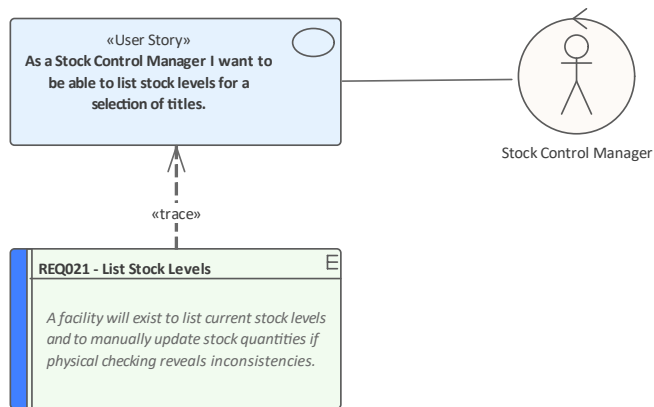 «User Story»
As a Stock Control Manager I want to
be able to list stock levels for a
selection of titles.
Stock Control Manager
«trace»
REQ021 - List Stock Levels
E
A facility will exist to list current stock levels
and to manually update stock quantities if
physical checking reveals inconsistencies.